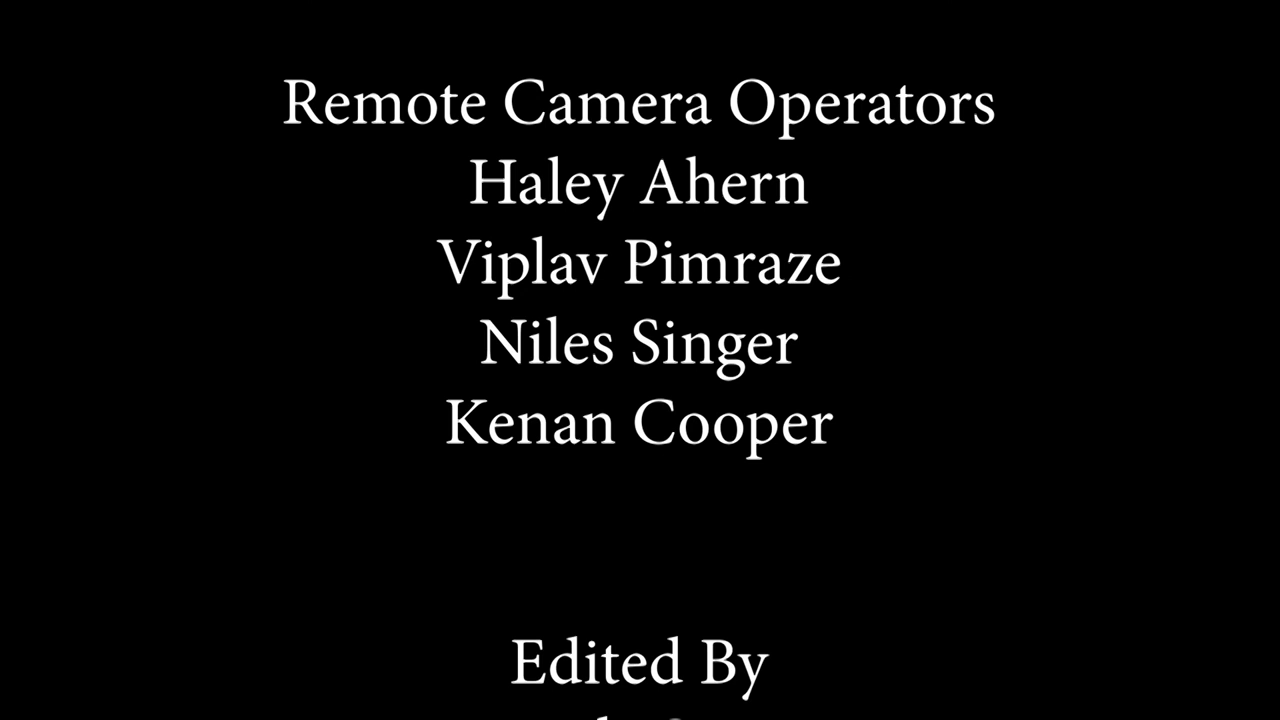 Remote Camera Operators
Haley Ahern
Viplav Pimraze
Niles Singer
Kenan Cooper
Edited By